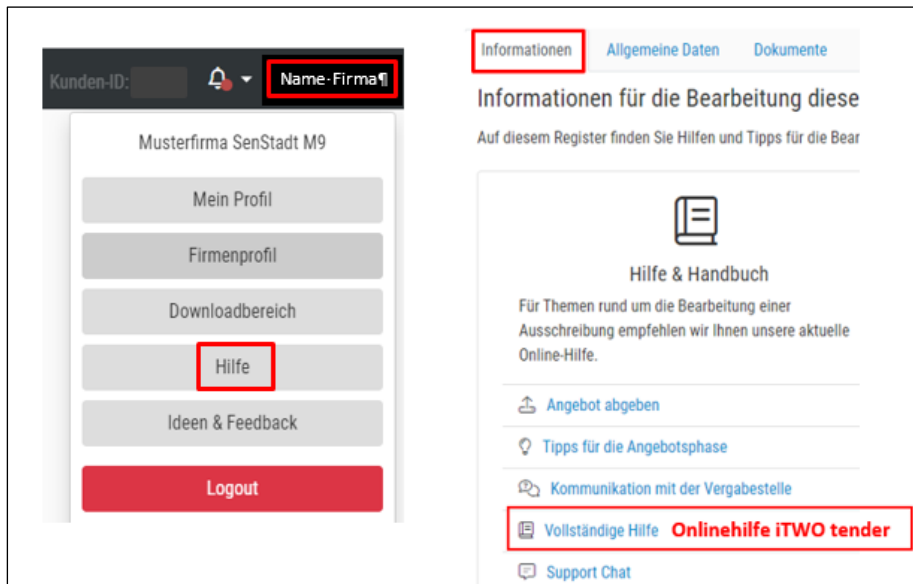 Kunden-ID:
Name·Firma¶
Musterfirma SenStadt M9
Mein Profil
Firmenprofil
Downloadbereich
Hilfe
Ideen & Feedback
Logout
Informationen Allgemeine Daten Dokumente
Informationen für die Bearbeitung diese
Auf diesem Register finden Sie Hilfen und Tipps für die Bear
Hilfe & Handbuch
Für Themen rund um die Bearbeitung einer
Ausschreibung empfehlen wir Ihnen unsere aktuelle
Online-Hilfe.
Angebot abgeben
Tipps für die Angebotsphase
Kommunikation mit der Vergabestelle
Vollständige Hilfe Onlinehilfe iTWO tender
Support Chat